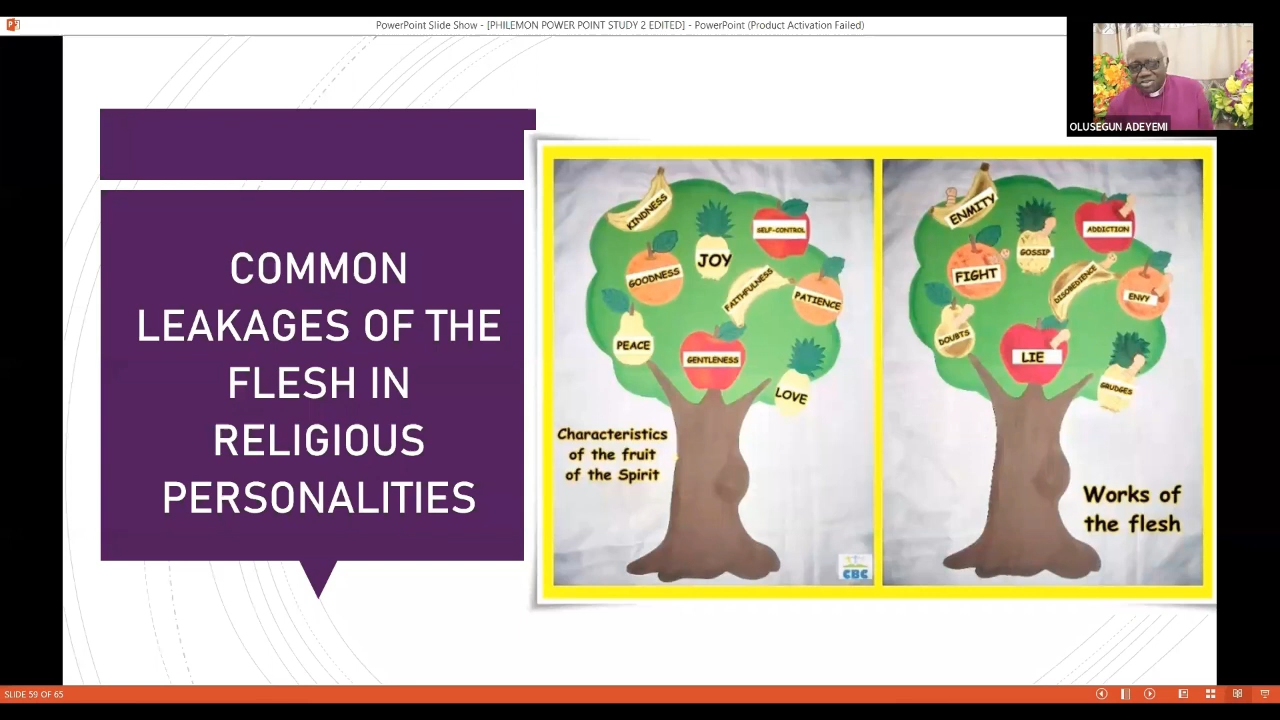 PowerPoint Slide Show - [PHILEMON POWER POINT STUDY 2 EDITED] - PowerPoint (Product Activation Failed)
OLUSEGUN ADEYEMI
COMMON
LEAKAGES OF THE
FLESH IN
RELIGIOUS
PERSONALITIES
KINDNESS
SELF-CONTROL
JOY
GOODNESS
FAITHFULNESS
PATIENCE
PEACE
GENTLENESS
LOVE
Characteristics
of the fruit
of the Spirit
CBC
ENMITY
ADDICTION
GOSSIP
FIGHT
DISOBEDIENCE
ENVY
DOUBTS
LIE
GRUDGES
Works of
the flesh
SLIDE 59 OF 65